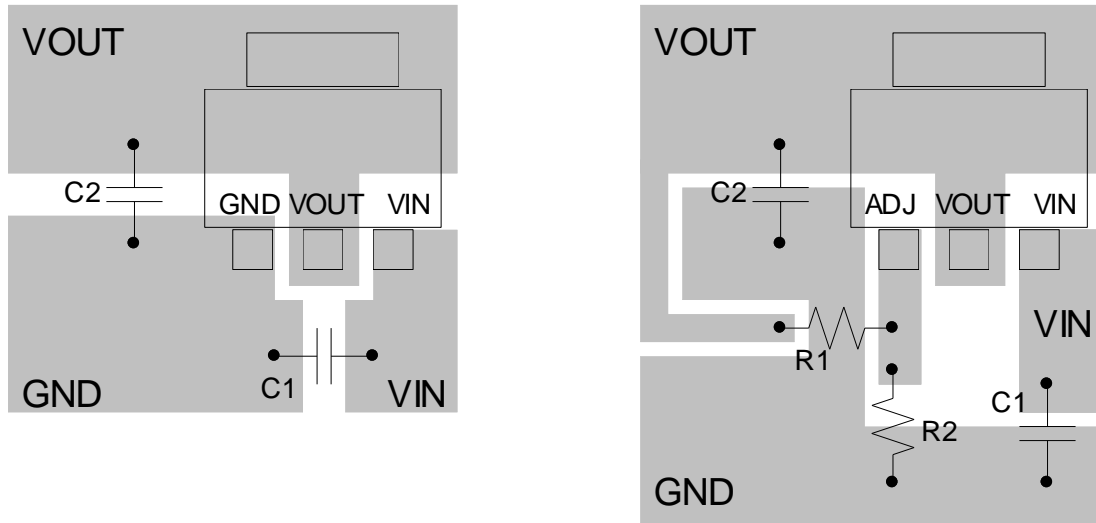 VOUT
C2
GND VOUT VIN
C1
GND
VIN
VOUT
C2
ADJ VOUT VIN
R1
VIN
C1
R2
GND